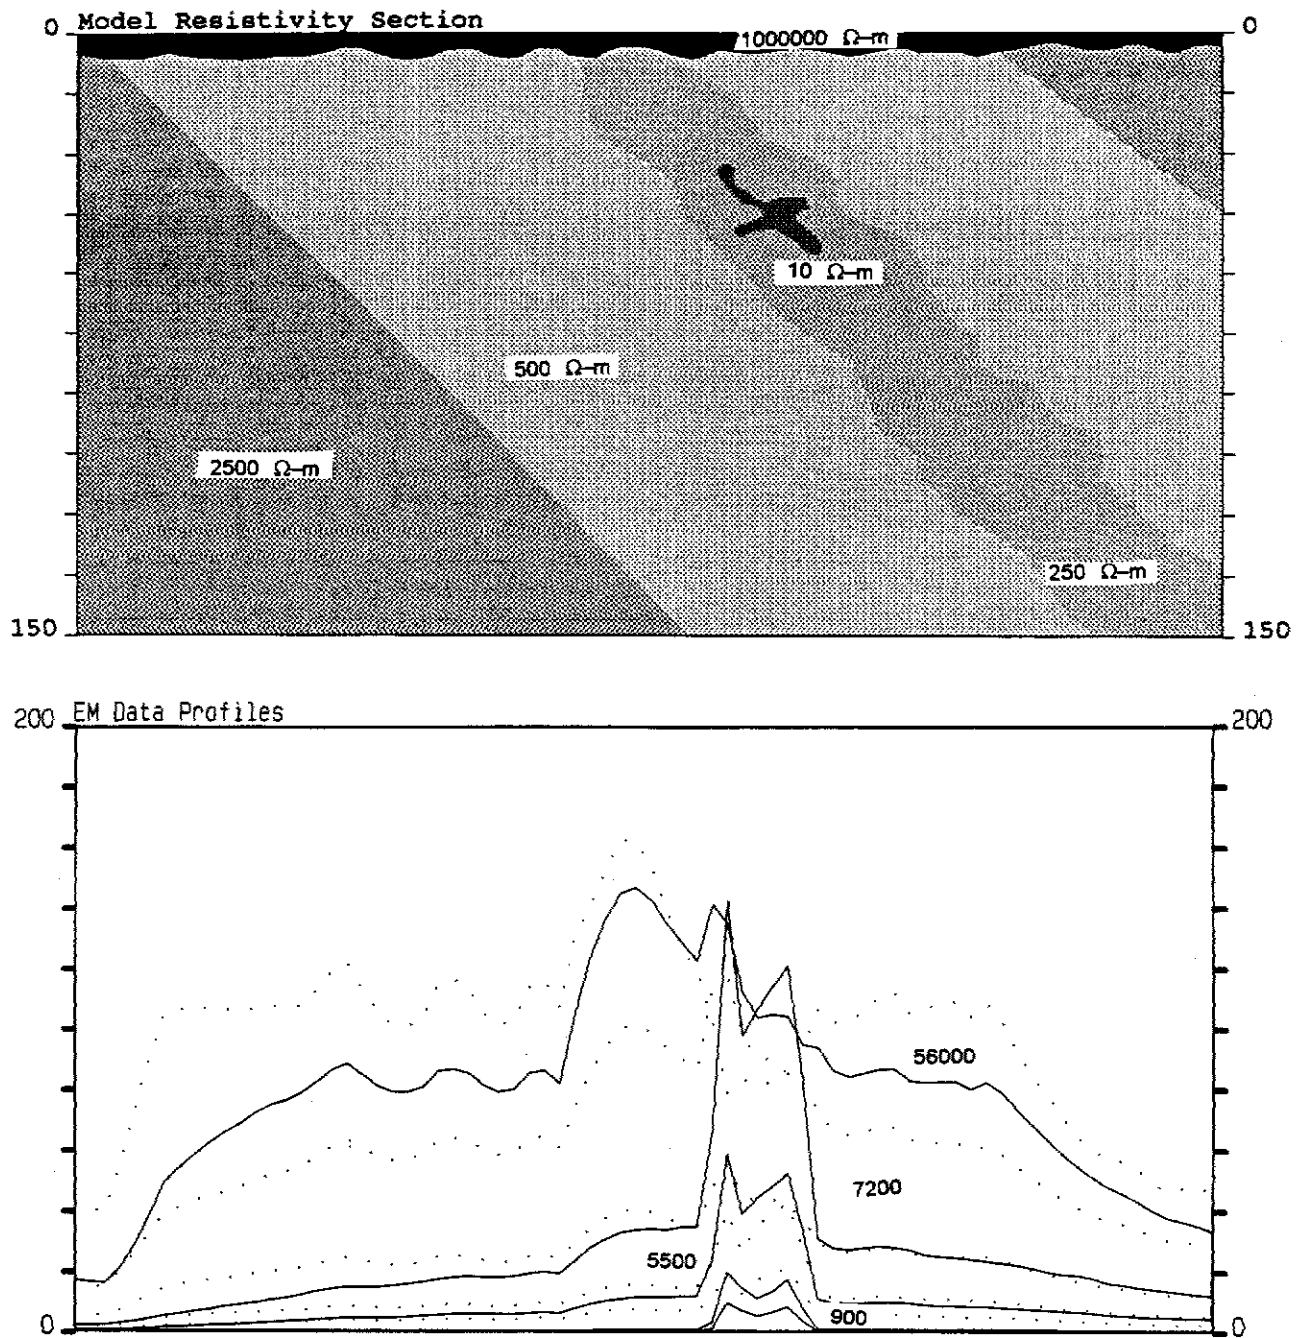 Model Resistivity Section
0
0
1000000 Ω-m
10 Ω-m
500 Ω-m
2500 Ω-m
250 Ω-m
150
150
200
EM Data Profiles
200
56000
7200
5500
900
0
0